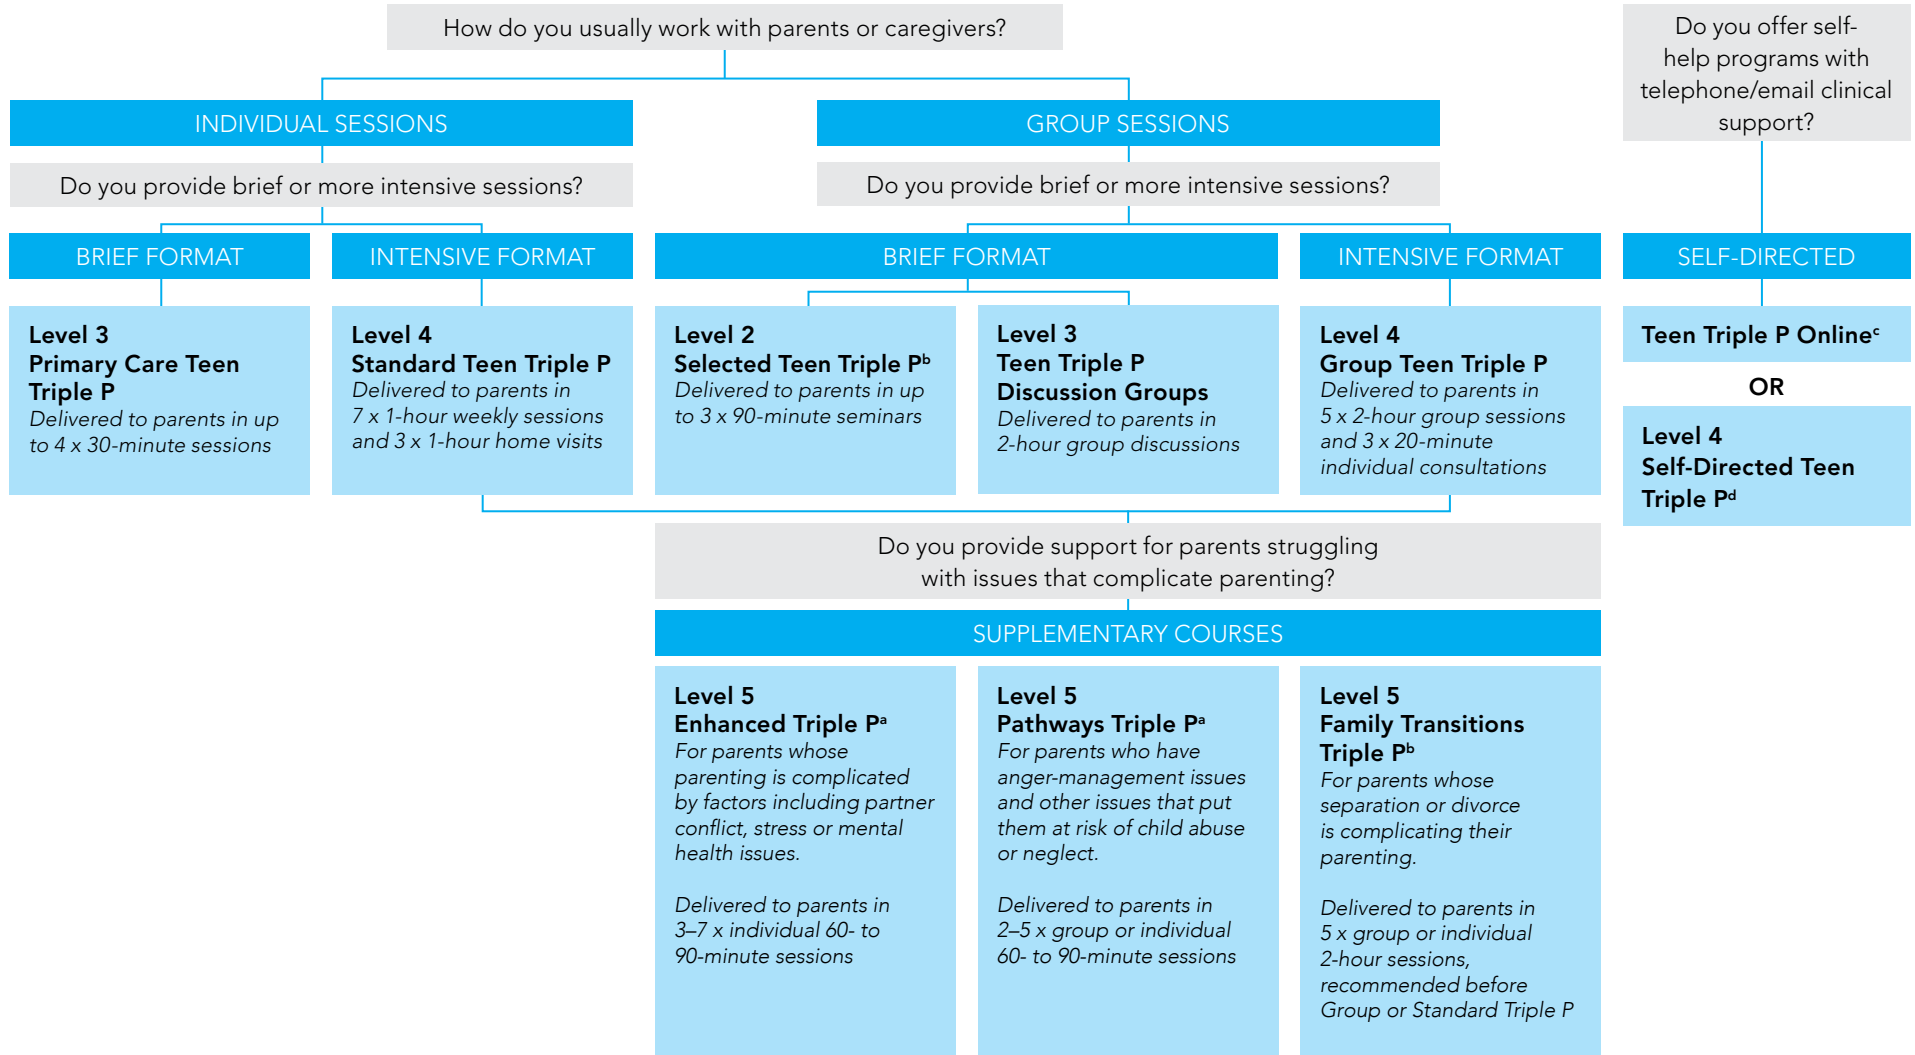 How do you usually work with parents or caregivers?
Do you offer self-
help programs with
telephone/email clinical
support?
INDIVIDUAL SESSIONS
GROUP SESSIONS
Do you provide brief or more intensive sessions?
Do you provide brief or more intensive sessions?
BRIEF FORMAT
INTENSIVE FORMAT
BRIEF FORMAT
INTENSIVE FORMAT
SELF-DIRECTED
Level 3
Primary Care Teen
Triple P
Delivered to parents in up
to 4 x 30-minute sessions
Level 4
Standard Teen Triple P
Delivered to parents in
7 x 1-hour weekly sessions
and 3 x 1-hour home visits
Level 2
Selected Teen Triple Pᵇ
Delivered to parents in up
to 3 x 90-minute seminars
Level 3
Teen Triple P
Discussion Groups
Delivered to parents in
2-hour group discussions
Level 4
Group Teen Triple P
Delivered to parents in
5 x 2-hour group sessions
and 3 x 20-minute
individual consultations
Teen Triple P Onlineᶜ
OR
Level 4
Self-Directed Teen
Triple Pᵈ
Do you provide support for parents struggling
with issues that complicate parenting?
SUPPLEMENTARY COURSES
Level 5
Enhanced Triple Pᵃ
For parents whose
parenting is complicated
by factors including partner
conflict, stress or mental
health issues.
Delivered to parents in
3–7 x individual 60- to
90-minute sessions
Level 5
Pathways Triple Pᵃ
For parents who have
anger-management issues
and other issues that put
them at risk of child abuse
or neglect.
Delivered to parents in
2–5 x group or individual
60- to 90-minute sessions
Level 5
Family Transitions
Triple Pᵇ
For parents whose
separation or divorce
is complicating their
parenting.
Delivered to parents in
5 x group or individual
2-hour sessions,
recommended before
Group or Standard Triple P